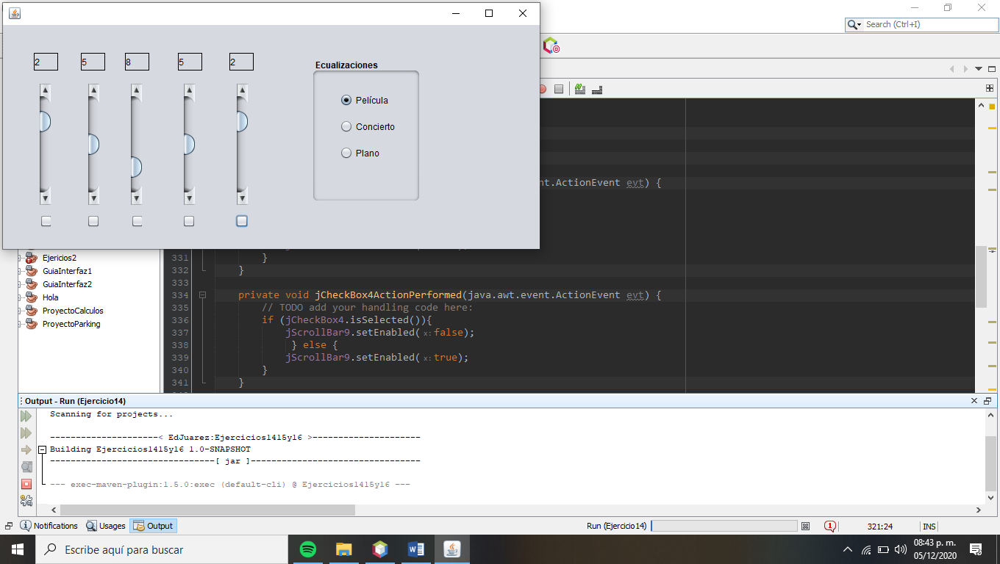 Search (Ctrl+I)
2 5 8 5 2
Ecualizaciones
Película
Concierto
Plano
nt.ActionEvent evt) {
Ejericios2
GuiaInterfaz1
GuiaInterfaz2
Hola
ProyectoCalculos
ProyectoParking
331 }
332 }
333
334 private void jCheckBox4ActionPerformed(java.awt.event.ActionEvent evt) {
335 // TODO add your handling code here:
336 if (jCheckBox4.isSelected()){
337 jScrollBar9.setEnabled( x: false);
338 } else {
339 jScrollBar9.setEnabled( x: true);
340 }
341 }
Output - Run (Ejercicio14)
Scanning for projects...
---------------------< EdJuarez:Ejercicios1415y16 >---------------------
Building Ejercicios1415y16 1.0-SNAPSHOT
--------------------------------[ jar ]---------------------------------
--- exec-maven-plugin:1.5.0:exec (default-cli) @ Ejercicios1415y16 ---
Notifications Usages Output Run (Ejercicio14) 1 321:24 INS
Escribe aquí para buscar
08:43 p. m.
05/12/2020